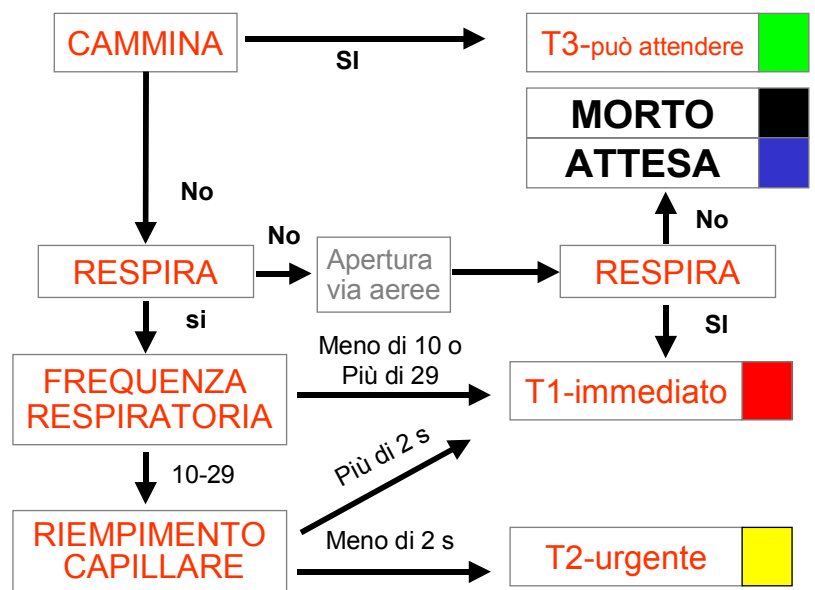 CAMMINA
SI
T3-può attendere
MORTO
ATTESA
No
No
No
RESPIRA
Apertura
via aeree
RESPIRA
si
SI
Meno di 10 o
Più di 29
FREQUENZA
RESPIRATORIA
T1-immediato
10-29
Più di 2 s
RIEMPIMENTO
CAPILLARE
Meno di 2 s
T2-urgente